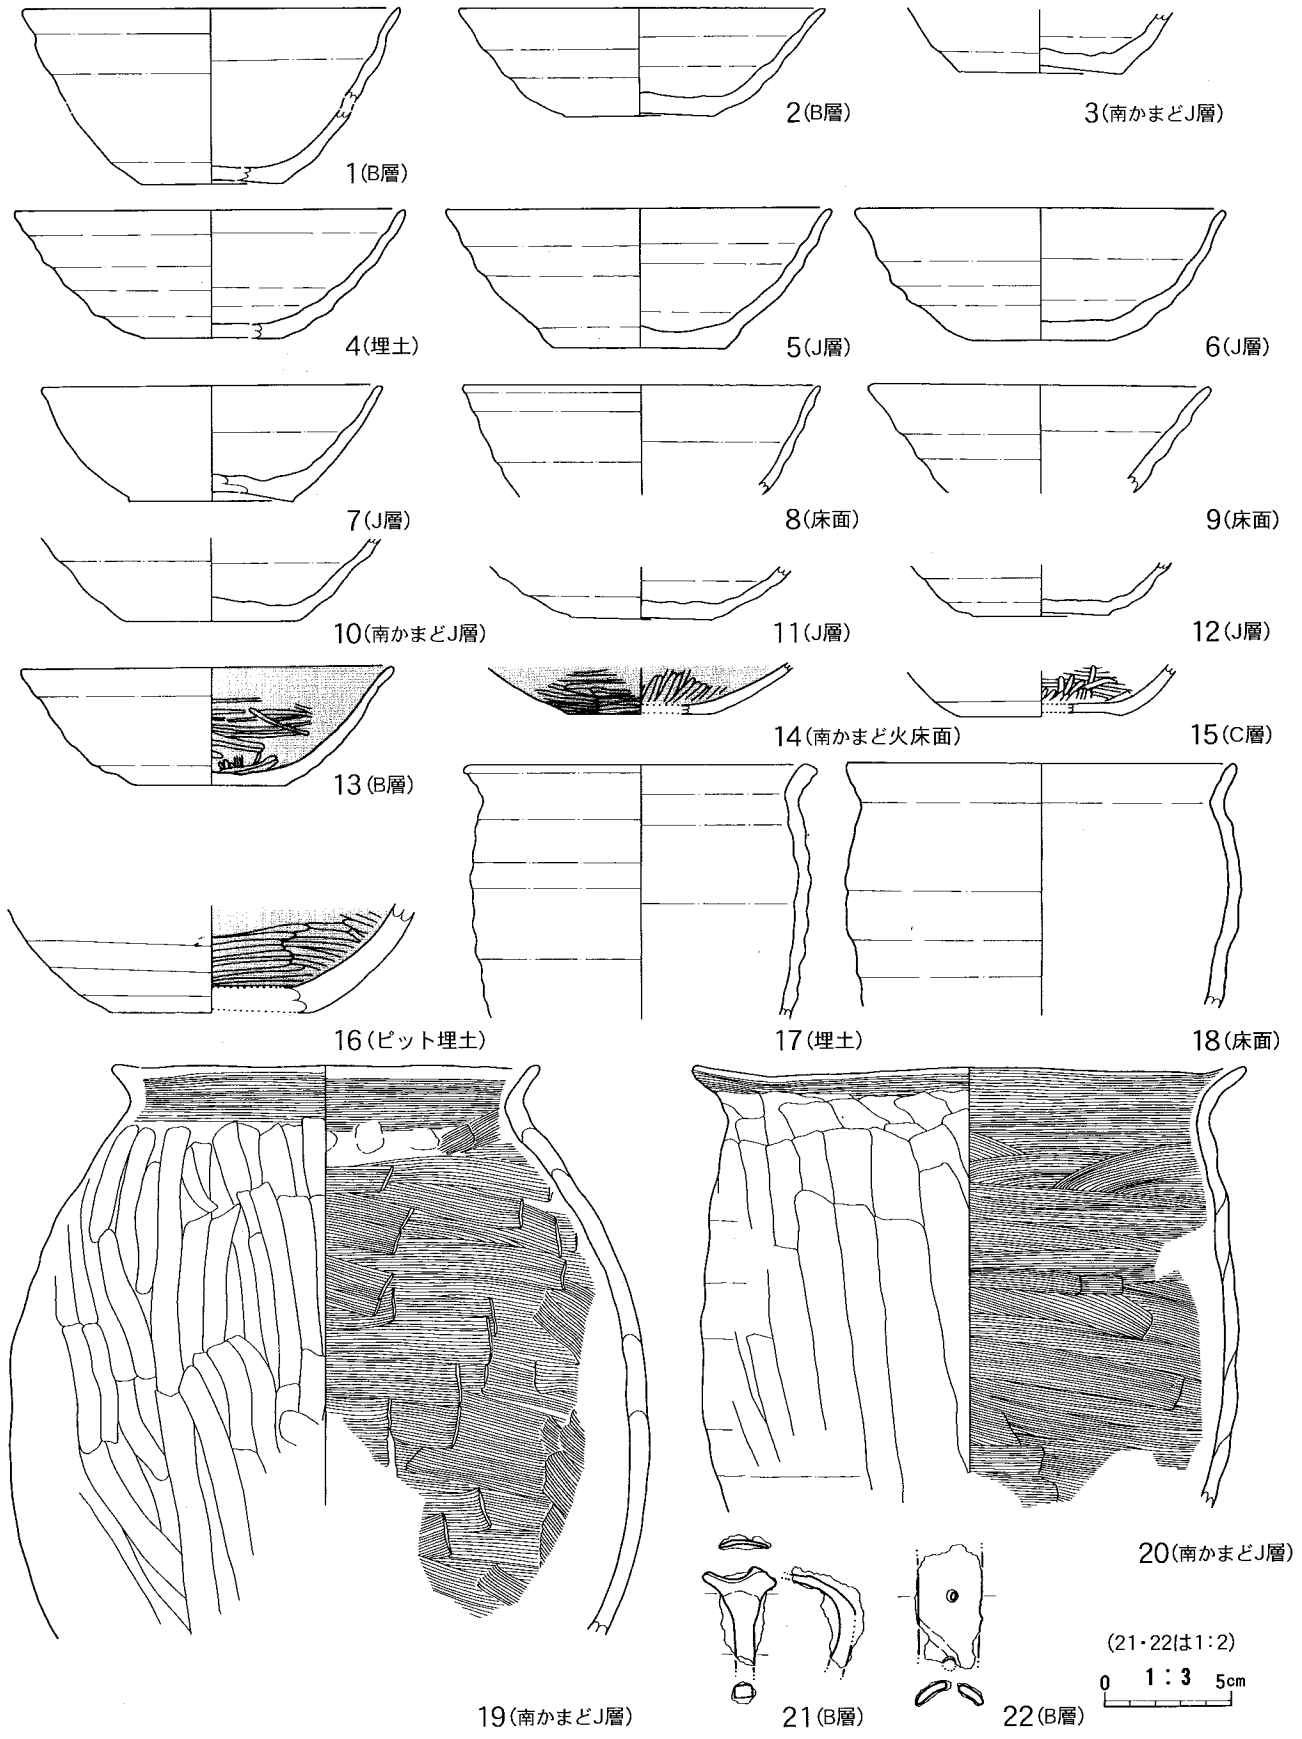 1(B層)
2(B層)
3(南かまどJ層)
4(埋土)
5(J層)
6(J層)
7(J層)
8(床面)
9(床面)
10(南かまどJ層)
11(J層)
12(J層)
13(B層)
14(南かまど火床面)
15(C層)
16(ピット埋土)
17(埋土)
18(床面)
19(南かまどJ層)
20(南かまどJ層)
21(B層)
22(B層)
(21・22は1:2)
0 1:3 5cm